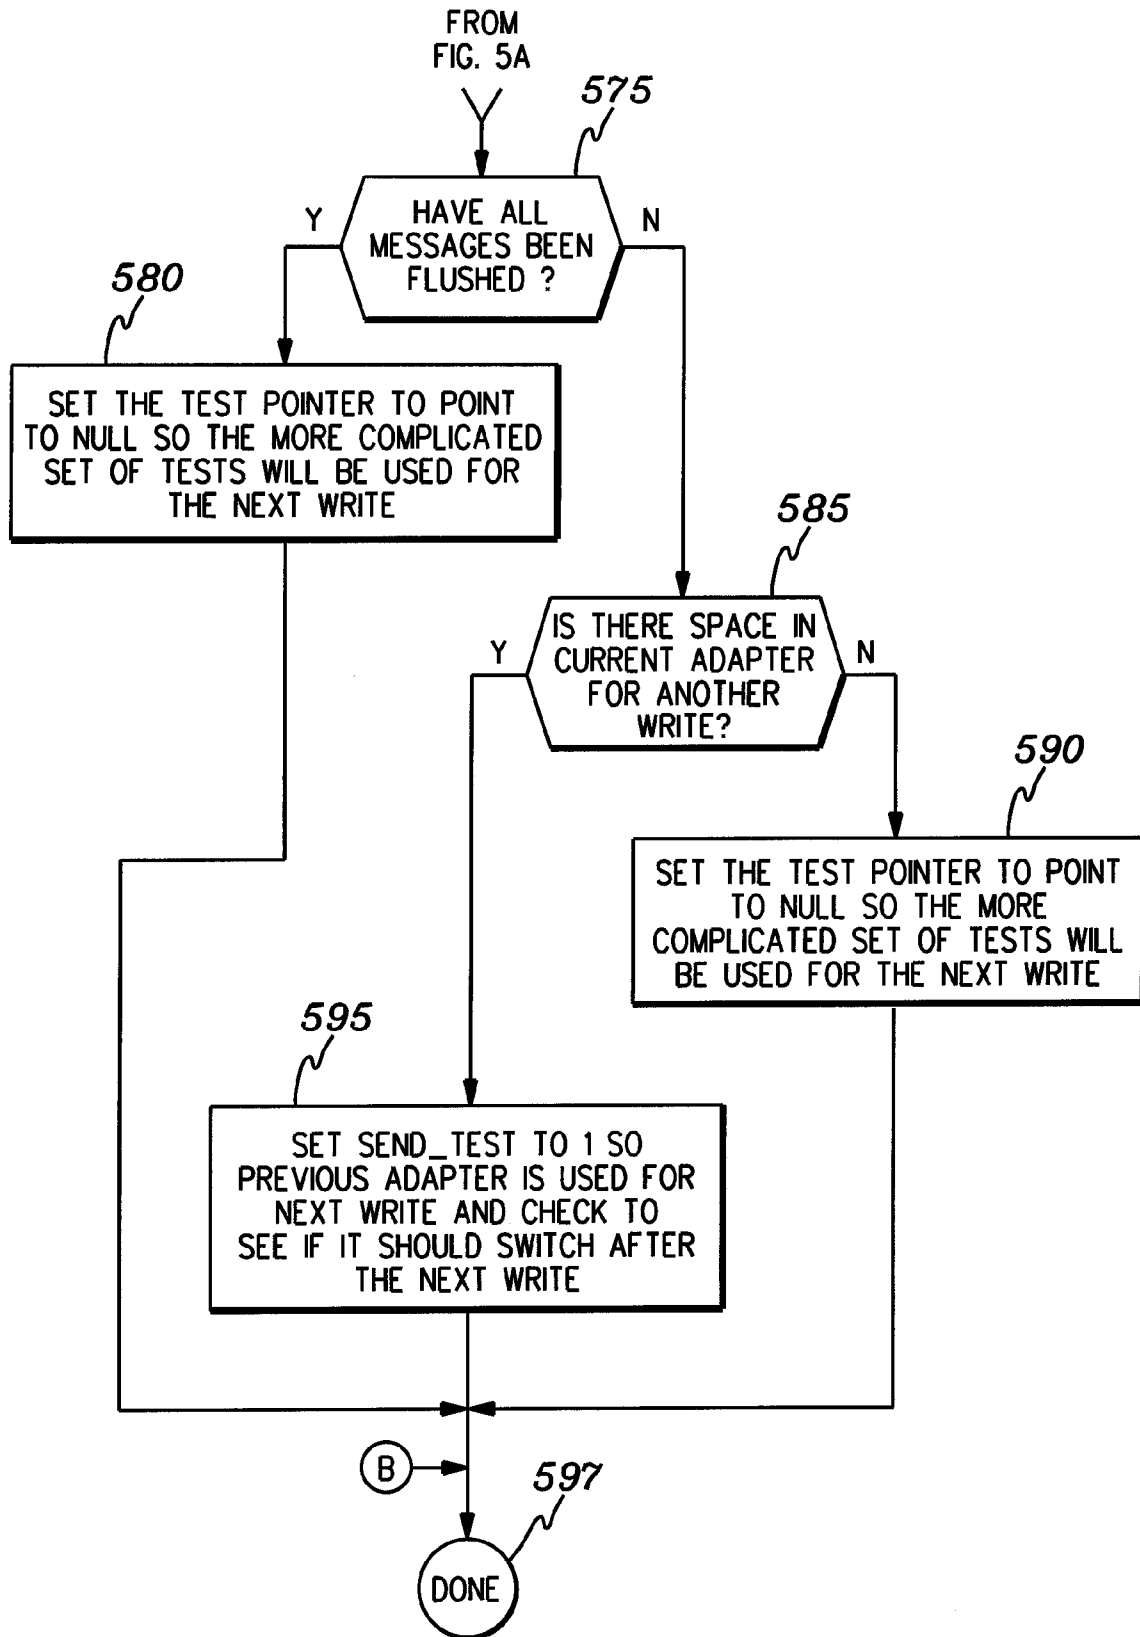 FROM
FIG. 5A
575
HAVE ALL
MESSAGES BEEN
FLUSHED ?
Y
N
580
SET THE TEST POINTER TO POINT
TO NULL SO THE MORE COMPLICATED
SET OF TESTS WILL BE USED FOR
THE NEXT WRITE
585
IS THERE SPACE IN
CURRENT ADAPTER
FOR ANOTHER
WRITE?
Y
N
590
SET THE TEST POINTER TO POINT
TO NULL SO THE MORE
COMPLICATED SET OF TESTS WILL
BE USED FOR THE NEXT WRITE
595
SET SEND_TEST TO 1 SO
PREVIOUS ADAPTER IS USED FOR
NEXT WRITE AND CHECK TO
SEE IF IT SHOULD SWITCH AFTER
THE NEXT WRITE
B
597
DONE